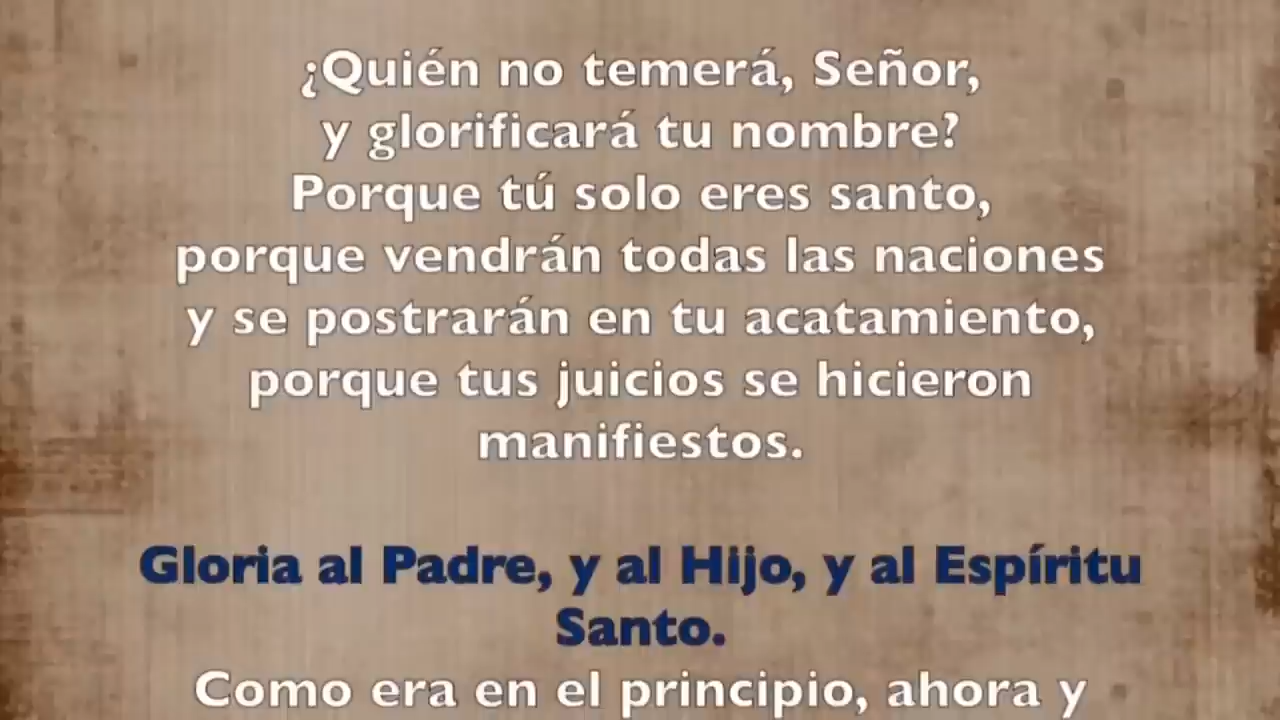 ¿Quién no temerá, Señor,
y glorificará tu nombre?
Porque tú solo eres santo,
porque vendrán todas las naciones
y se postrarán en tu acatamiento,
porque tus juicios se hicieron
manifiestos.
Gloria al Padre, y al Hijo, y al Espíritu
Santo.
Como era en el principio, ahora y